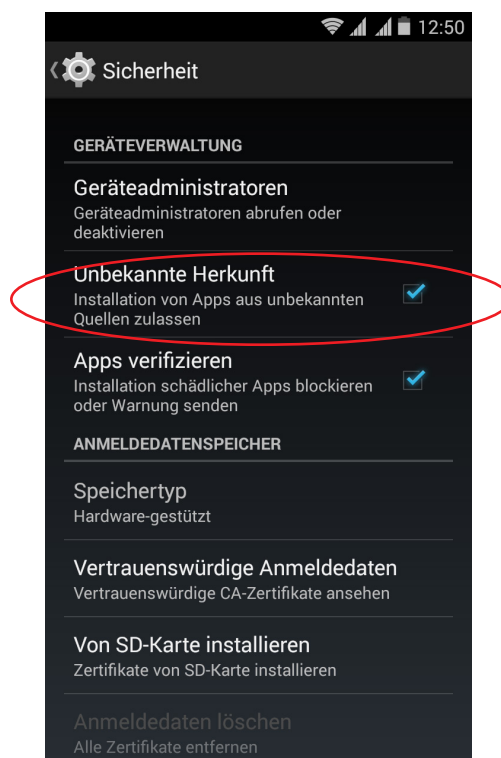 12:50
Sicherheit
GERÄTEVERWALTUNG
Geräteadministratoren
Geräteadministratoren abrufen oder
deaktivieren
Unbekannte Herkunft
Installation von Apps aus unbekannten
Quellen zulassen
Apps verifizieren
Installation schädlicher Apps blockieren
oder Warnung senden
ANMELDEDATENSPEICHER
Speichertyp
Hardware-gestützt
Vertrauenswürdige Anmeldedaten
Vertrauenswürdige CA-Zertifikate ansehen
Von SD-Karte installieren
Zertifikate von SD-Karte installieren
Anmeldedaten löschen
Alle Zertifikate entfernen